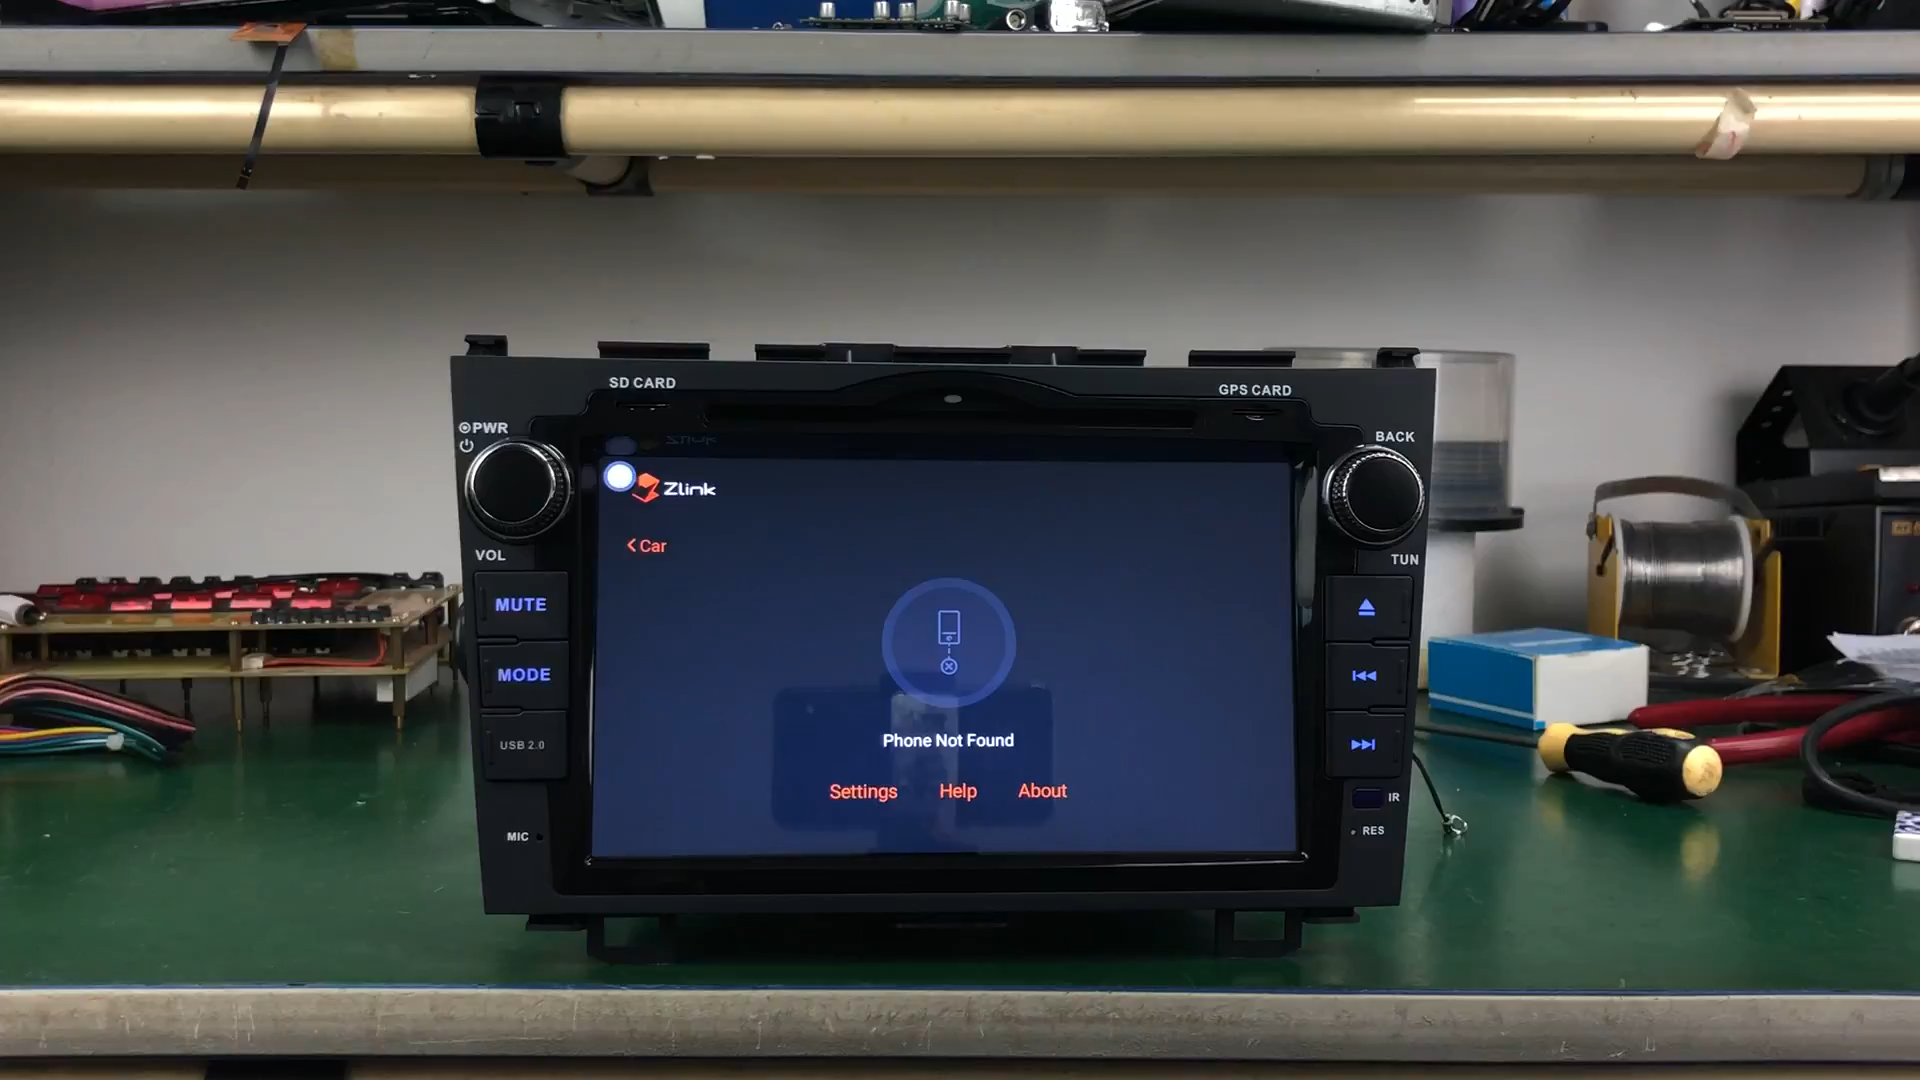 SD CARD
GPS CARD
PWR
BACK
Zlink
< Car
VOL
TUN
MUTE
MODE
USB 2.0
Phone Not Found
Settings Help About
IR
MIC
RES